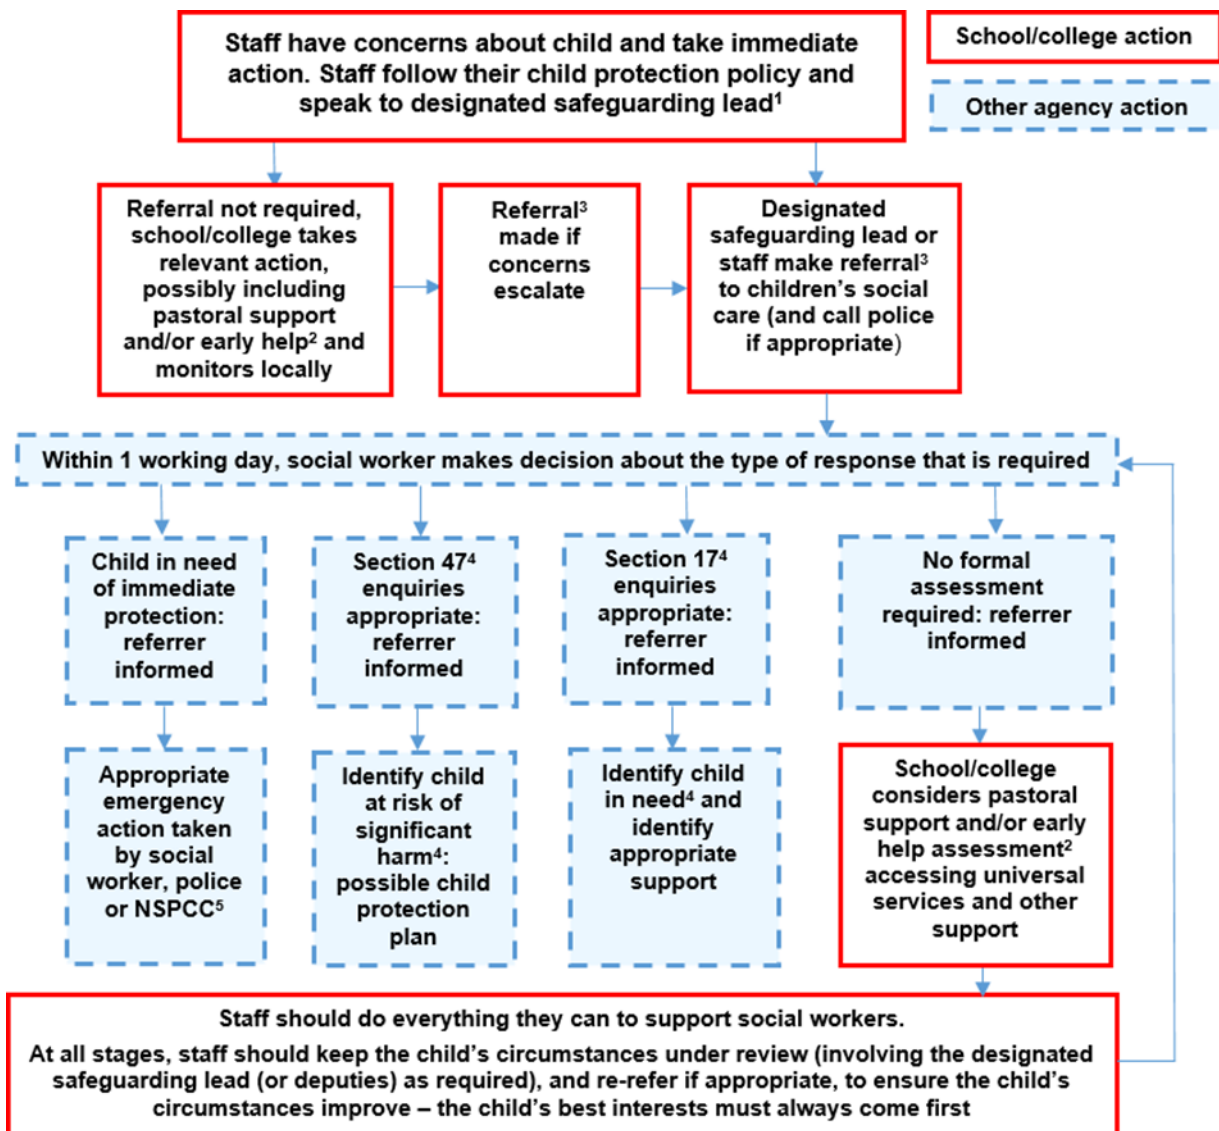 Staff have concerns about child and take immediate
action. Staff follow their child protection policy and
speak to designated safeguarding lead¹
School/college action
Other agency action
Referral not required,
school/college takes
relevant action,
possibly including
pastoral support
and/or early help² and
monitors locally
Referral³
made if
concerns
escalate
Designated
safeguarding lead or
staff make referral³
to children’s social
care (and call police
if appropriate)
Within 1 working day, social worker makes decision about the type of response that is required
Child in need
of immediate
protection:
referrer
informed
Section 47⁴
enquiries
appropriate:
referrer
informed
Section 17⁴
enquiries
appropriate:
referrer
informed
No formal
assessment
required: referrer
informed
Appropriate
emergency
action taken
by social
worker, police
or NSPCC⁵
Identify child
at risk of
significant
harm⁴:
possible child
protection
plan
Identify child
in need⁴ and
identify
appropriate
support
School/college
considers pastoral
support and/or early
help assessment²
accessing universal
services and other
support
Staff should do everything they can to support social workers.
At all stages, staff should keep the child’s circumstances under review (involving the designated
safeguarding lead (or deputies) as required), and re-refer if appropriate, to ensure the child’s
circumstances improve – the child’s best interests must always come first